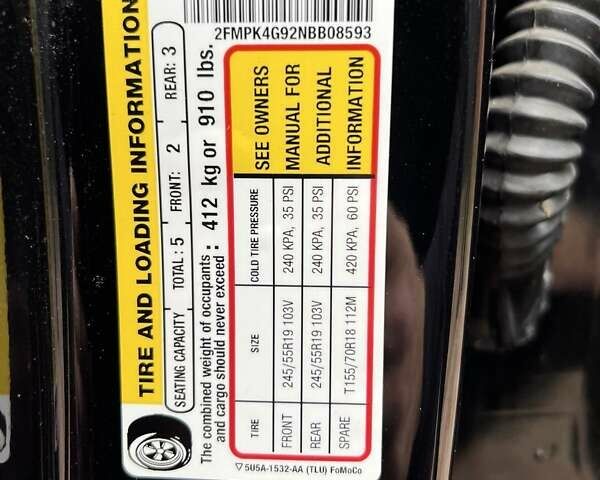 2FMPK4G92NBB08593
TIRE AND LOADING INFORMATION
SEATING CAPACITY TOTAL: 5 FRONT: 2 REAR: 3
The combined weight of occupants
and cargo should never exceed : 412 kg or 910 lbs.
TIRE SIZE COLD TIRE PRESSURE SEE OWNERS
FRONT 245/55R19 103V 240 KPA, 35 PSI MANUAL FOR
REAR 245/55R19 103V 240 KPA, 35 PSI ADDITIONAL
SPARE T155/70R18 112M 420 KPA, 60 PSI INFORMATION
5U5A-1532-AA (TLU) FoMoCo